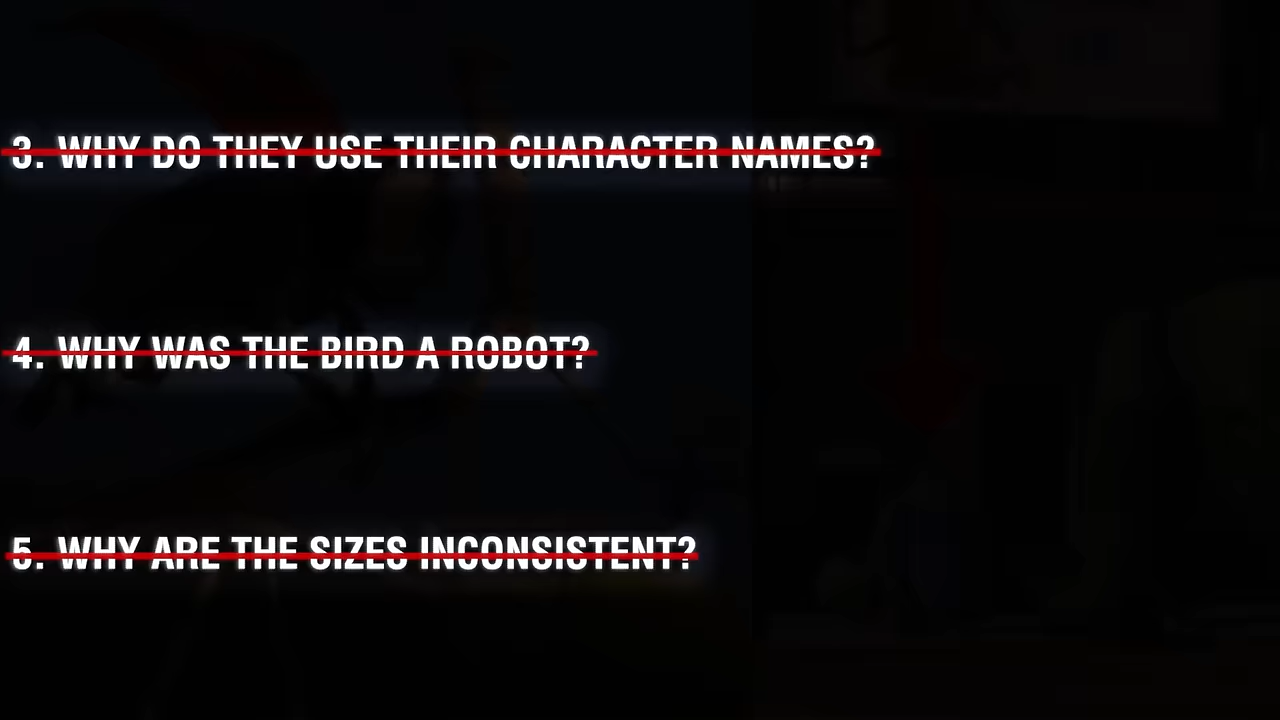 3. WHY DO THEY USE THEIR CHARACTER NAMES?
4. WHY WAS THE BIRD A ROBOT?
5. WHY ARE THE SIZES INCONSISTENT?